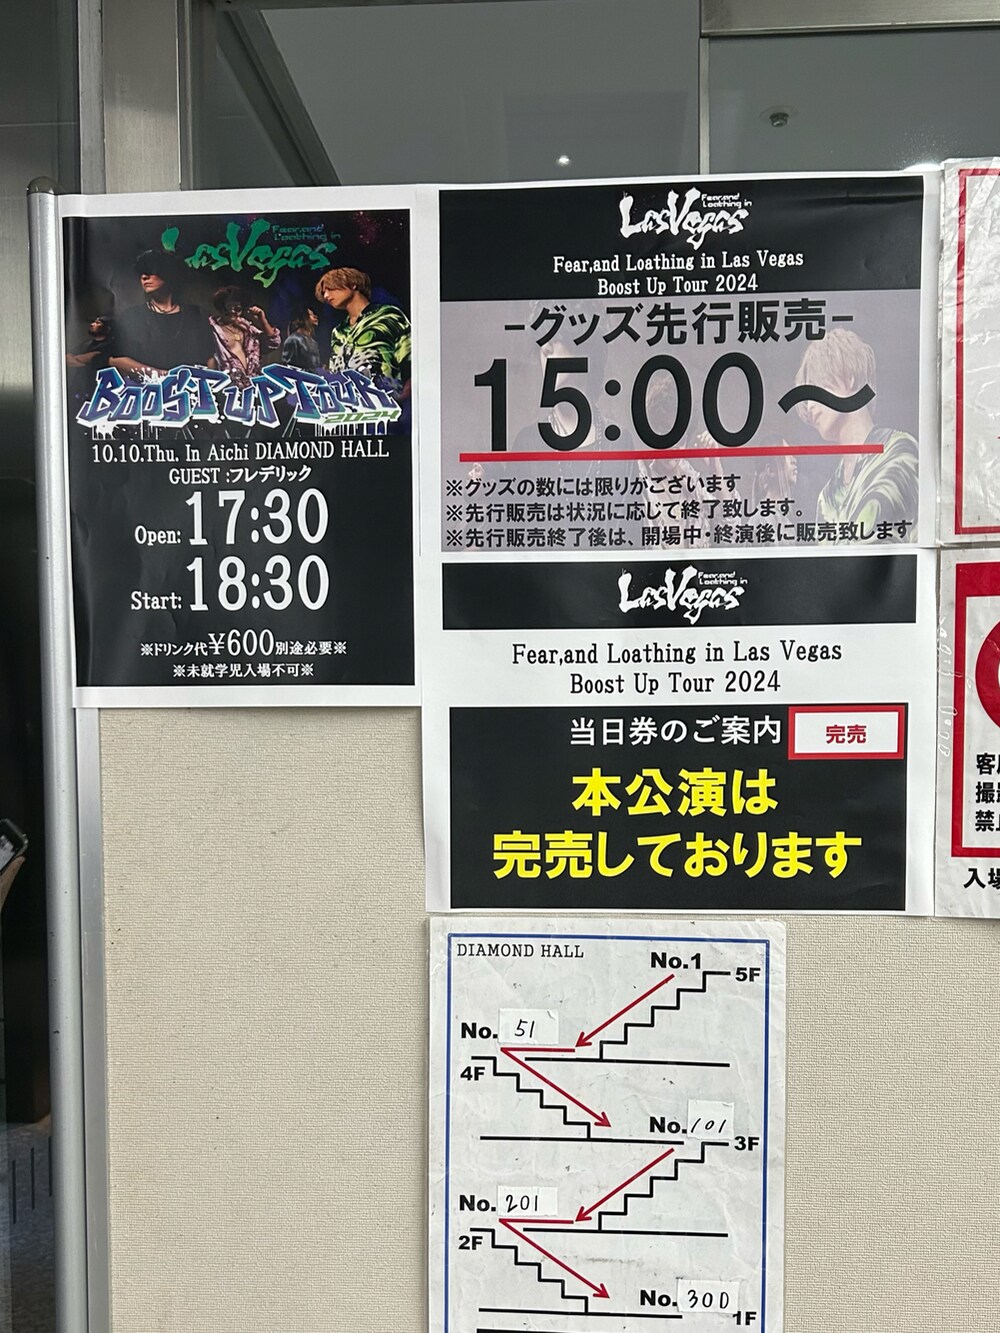 Fear,and
Loathing in
LasVegas
BOOST UP TOUR
2024
10.10.Thu. In Aichi DIAMOND HALL
GUEST :フレデリック
Open:17:30
Start:18:30
※ドリンク代¥600別途必要※
※未就学児入場不可※
Fear,and
Loathing in
LasVegas
Fear,and Loathing in Las Vegas
Boost Up Tour 2024
-グッズ先行販売-
15:00～
※グッズの数には限りがございます
※先行販売は状況に応じて終了致します。
※先行販売終了後は、開場中・終演後に販売致します
Fear,and
Loathing in
LasVegas
Fear,and Loathing in Las Vegas
Boost Up Tour 2024
当日券のご案内 完売
本公演は
完売しております
DIAMOND HALL
No.1
5F
No. 51
4F
No. 101
3F
No. 201
2F
No. 300
1F
禁止
入場